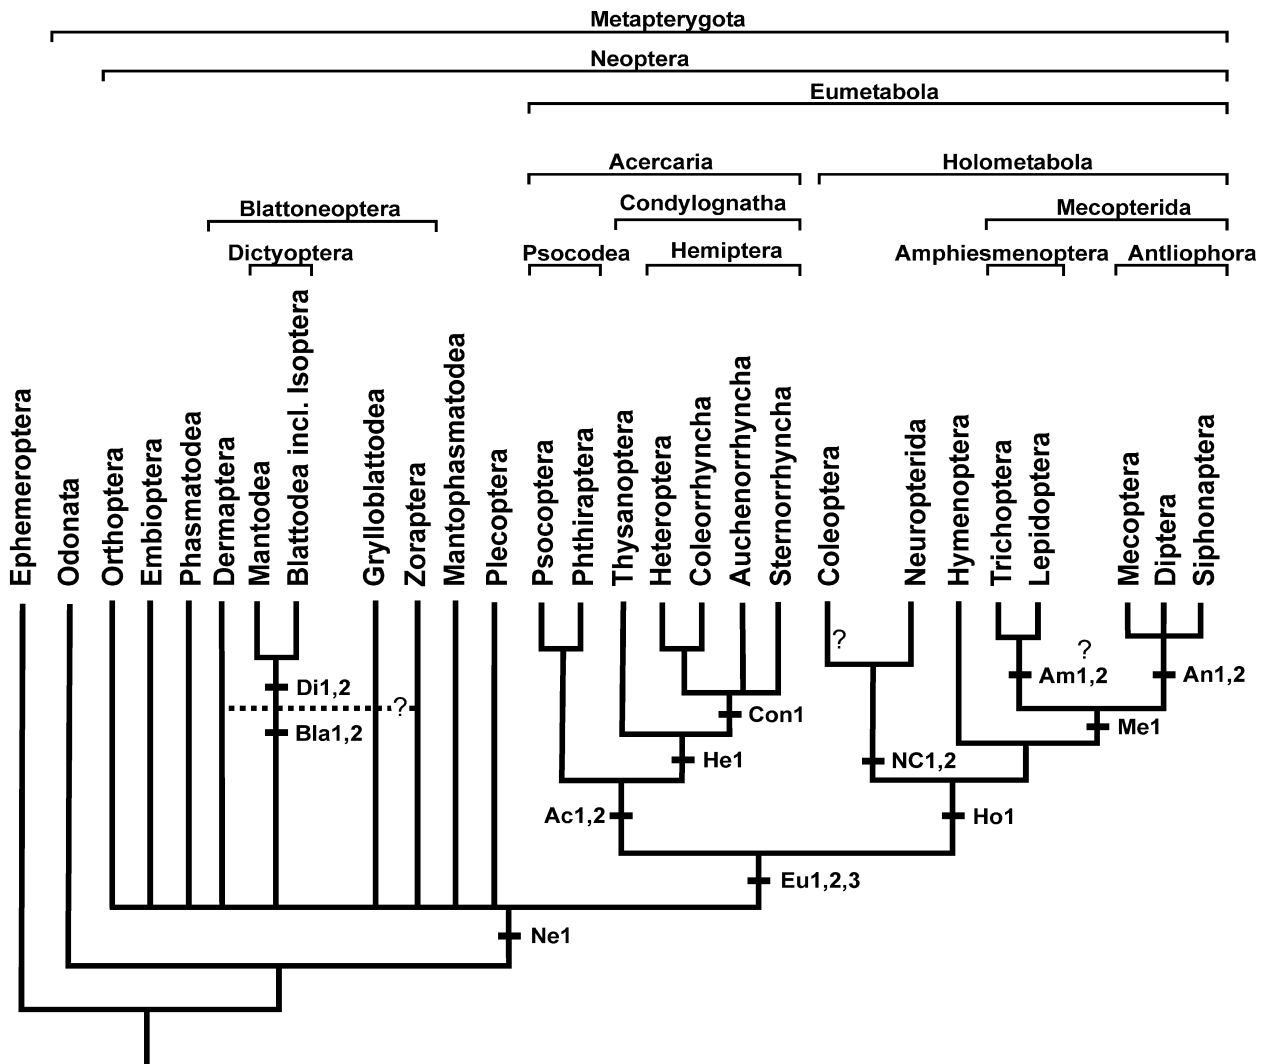 Metapterygota
Neoptera
Eumetabola
Acercaria
Holometabola
Condylognatha
Mecopterida
Blattoneoptera
Dictyoptera
Psocodea
Hemiptera
Amphiesmenoptera
Antliophora
Ephemeroptera
Odonata
Orthoptera
Embioptera
Phasmatodea
Dermaptera
Mantodea
Blattodea incl. Isoptera
Grylloblattodea
Zoraptera
Mantophasmatodea
Plecoptera
Psocoptera
Phthiraptera
Thysanoptera
Heteroptera
Coleorrhyncha
Auchenorrhyncha
Sternorrhyncha
Coleoptera
Neuropterida
Hymenoptera
Trichoptera
Lepidoptera
Mecoptera
Diptera
Siphonaptera
?
?
Am1,2
An1,2
Di1,2
?
Con1
Me1
Bla1,2
He1
NC1,2
Ac1,2
Ho1
Eu1,2,3
Ne1